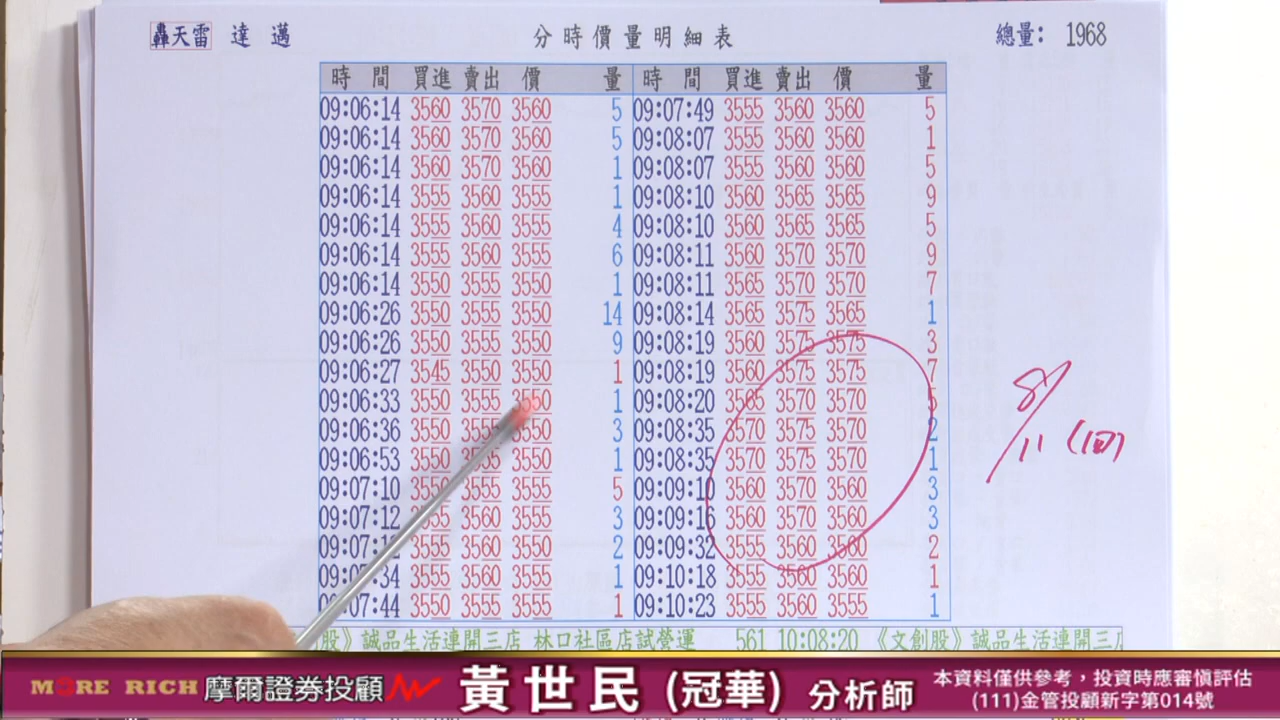 轟天雷 達 邁 分時價量明細表 總量： 1968
時 間 買進 賣出 價 量 時 間 買進 賣出 價 量
09:06:14 3560 3570 3560 5 09:07:49 3555 3560 3560 5
09:06:14 3560 3570 3560 5 09:08:07 3555 3560 3560 1
09:06:14 3560 3570 3560 1 09:08:07 3555 3560 3560 5
09:06:14 3555 3560 3555 1 09:08:10 3560 3565 3565 9
09:06:14 3555 3560 3555 4 09:08:10 3560 3565 3565 5
09:06:14 3555 3560 3550 6 09:08:11 3560 3570 3570 9
09:06:14 3550 3555 3550 1 09:08:11 3565 3570 3570 7
09:06:26 3550 3555 3550 14 09:08:14 3565 3575 3565 1
09:06:26 3550 3555 3550 9 09:08:19 3560 3575 3575 3
09:06:27 3545 3550 3550 1 09:08:19 3560 3575 3575 7
09:06:33 3550 3555 3550 1 09:08:20 3565 3570 3570 5
09:06:36 3550 3555 3550 3 09:08:35 3570 3575 3570 2
09:06:53 3550 3555 3550 1 09:08:35 3570 3575 3570 1
09:07:10 3550 3555 3555 5 09:09:10 3560 3570 3560 3
09:07:12 3555 3560 3555 3 09:09:16 3560 3570 3560 3
09:07:12 3555 3560 3550 2 09:09:32 3555 3560 3560 2
09:07:34 3555 3560 3555 1 09:10:18 3555 3560 3560 1
09:07:44 3550 3555 3555 1 09:10:23 3555 3560 3555 1
8/11 (四)
股》誠品生活連開三店 林口社區店試營運 561 10:08:20 《文創股》誠品生活連開三
MORE RICH 摩爾證券投顧 黃世民 (冠華) 分析師
本資料僅供參考，投資時應審慎評估
(111)金管投顧新字第014號